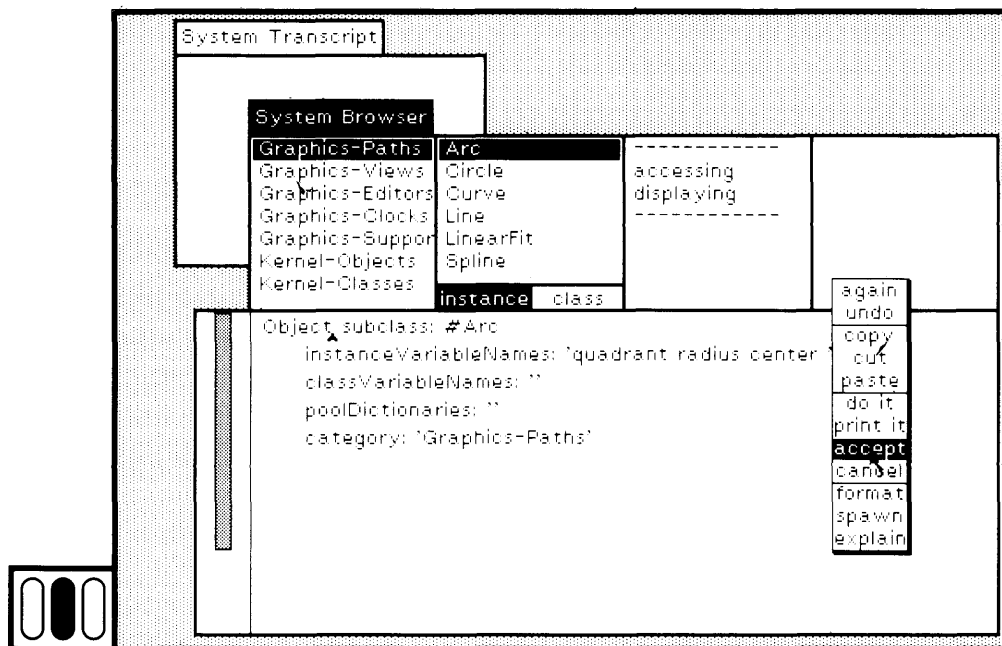 System Transcript
System Browser
Graphics-Paths
Graphics-Views
Graphics-Editors
Graphics-Clocks
Graphics-Suppor
Kernel-Objects
Kernel-Classes
Arc
Circle
Curve
Line
LinearFit
Spline
instance class
------------
accessing
displaying
------------
Object subclass: #Arc
instanceVariableNames: 'quadrant radius center '
classVariableNames: ''
poolDictionaries: ''
category: 'Graphics-Paths'
again
undo
copy
cut
paste
do it
print it
accept
cancel
format
spawn
explain